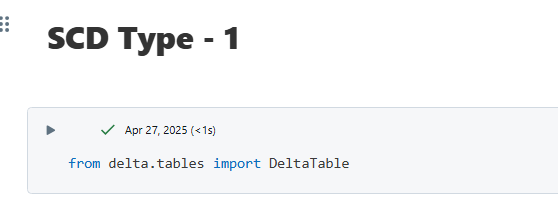 SCD Type - 1
Apr 27, 2025 (<1s)
from delta.tables import DeltaTable